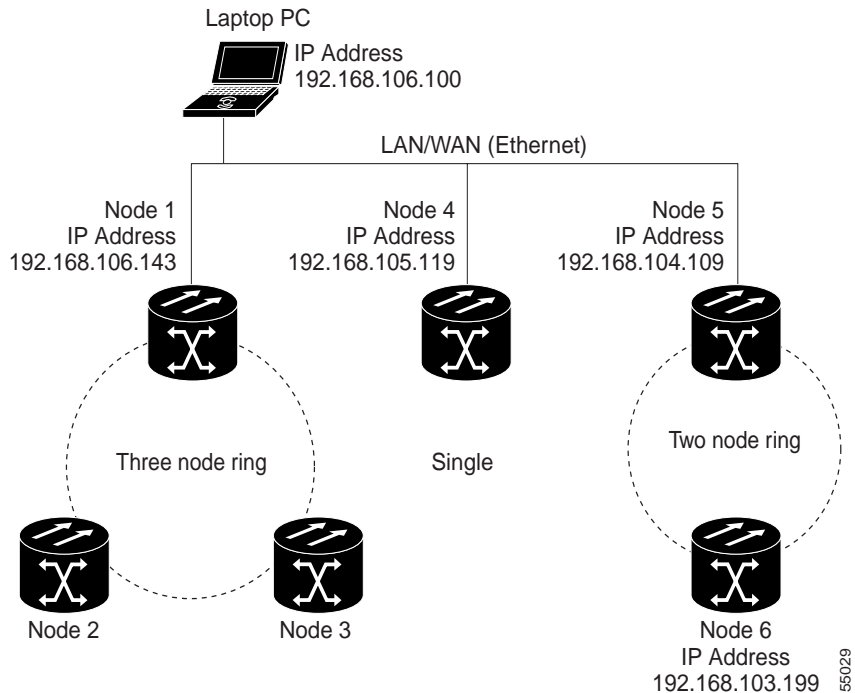 Laptop PC
IP Address
192.168.106.100
LAN/WAN (Ethernet)
Node 1
IP Address
192.168.106.143
Node 4
IP Address
192.168.105.119
Node 5
IP Address
192.168.104.109
Three node ring
Single
Two node ring
Node 2
Node 3
Node 6
IP Address
192.168.103.199
55029